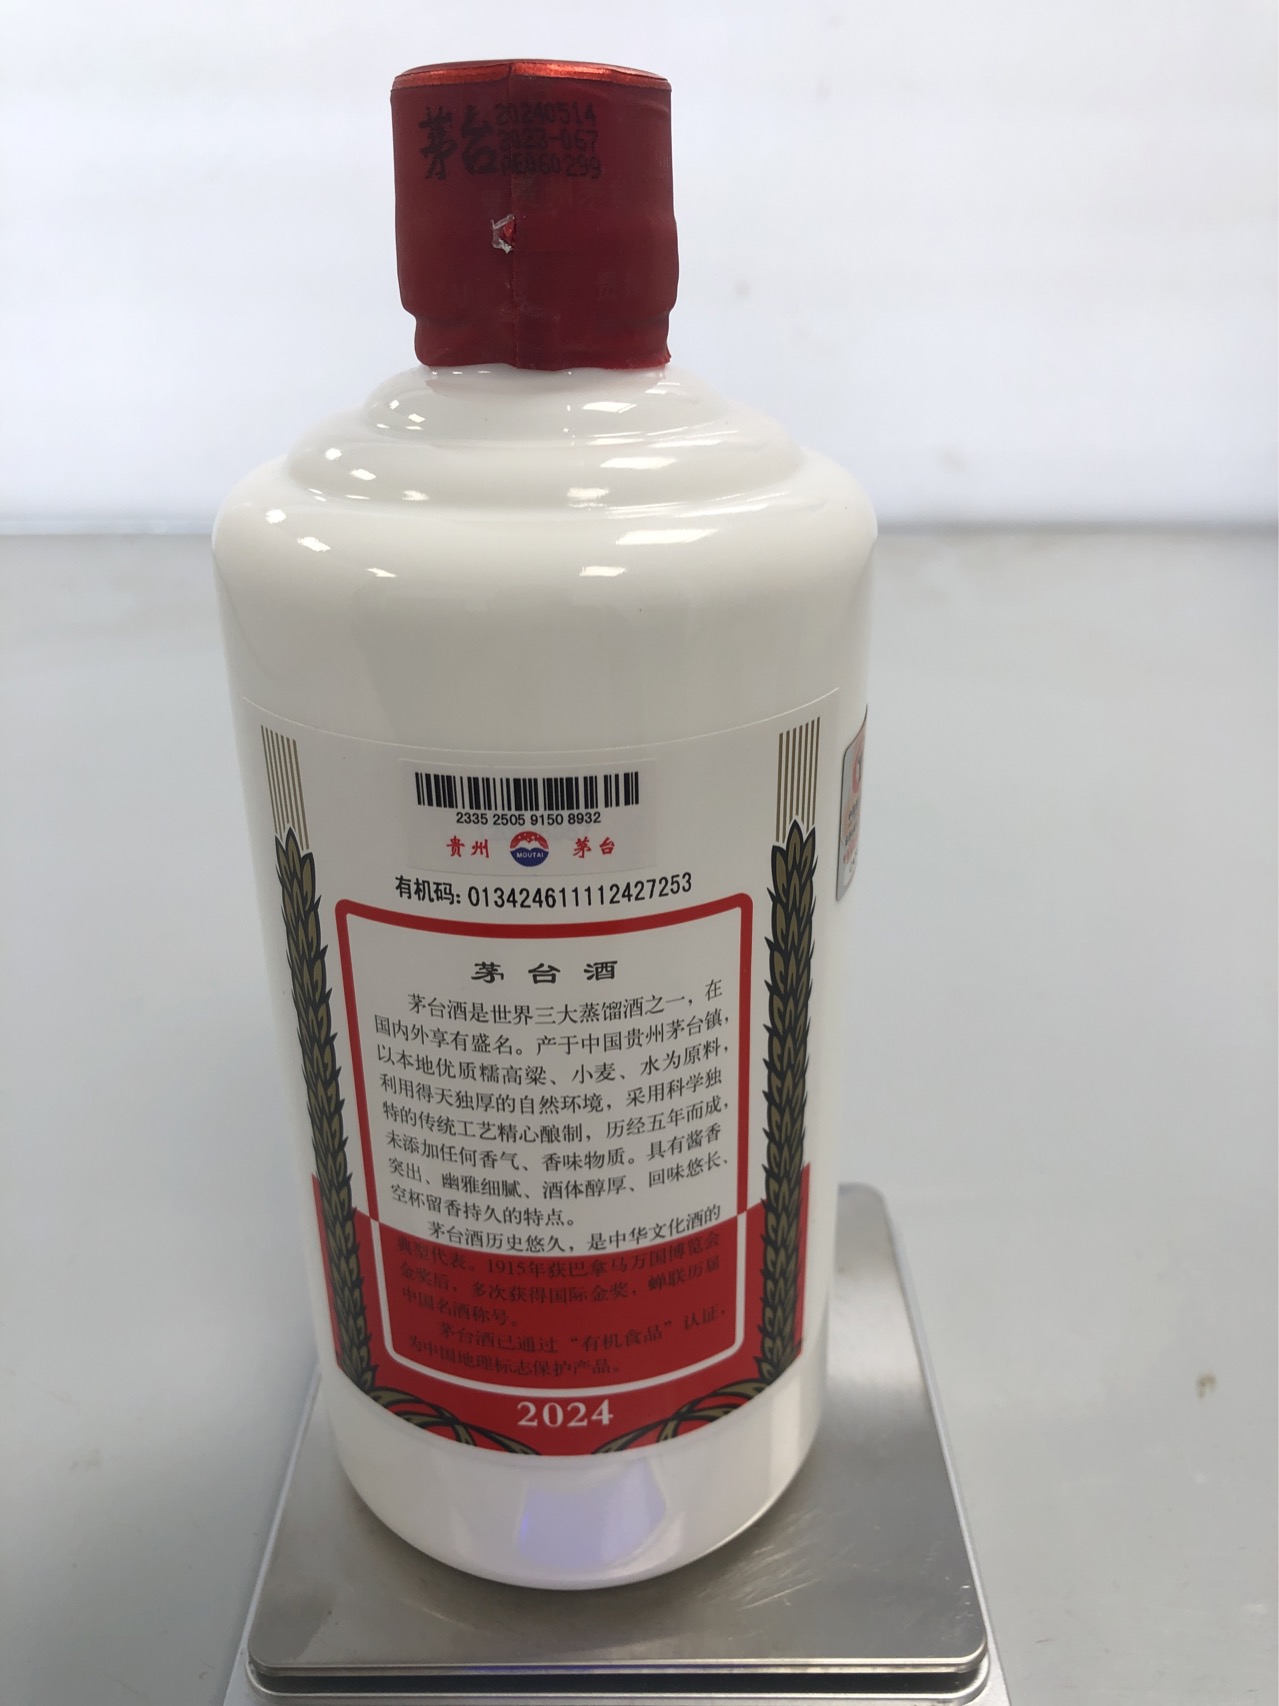 茅台
20240514
2023-067
2335 2505 9150 8932
贵州 MOUTAI 茅台
有机码: 013424611112427253
茅台酒
茅台酒是世界三大蒸馏酒之一，在
国内外享有盛名。产于中国贵州茅台镇，
以本地优质糯高粱、小麦、水为原料，
利用得天独厚的自然环境，采用科学独
特的传统工艺精心酿制，历经五年而成，
未添加任何香气、香味物质。具有酱香
突出、幽雅细腻、酒体醇厚、回味悠长、
空杯留香持久的特点。
茅台酒历史悠久，是中华文化酒的
典型代表。1915年获巴拿马万国博览会
金奖后，多次获得国际金奖，蝉联历届
中国名酒称号。
茅台酒已通过“有机食品”认证，
为中国地理标志保护产品。
2024